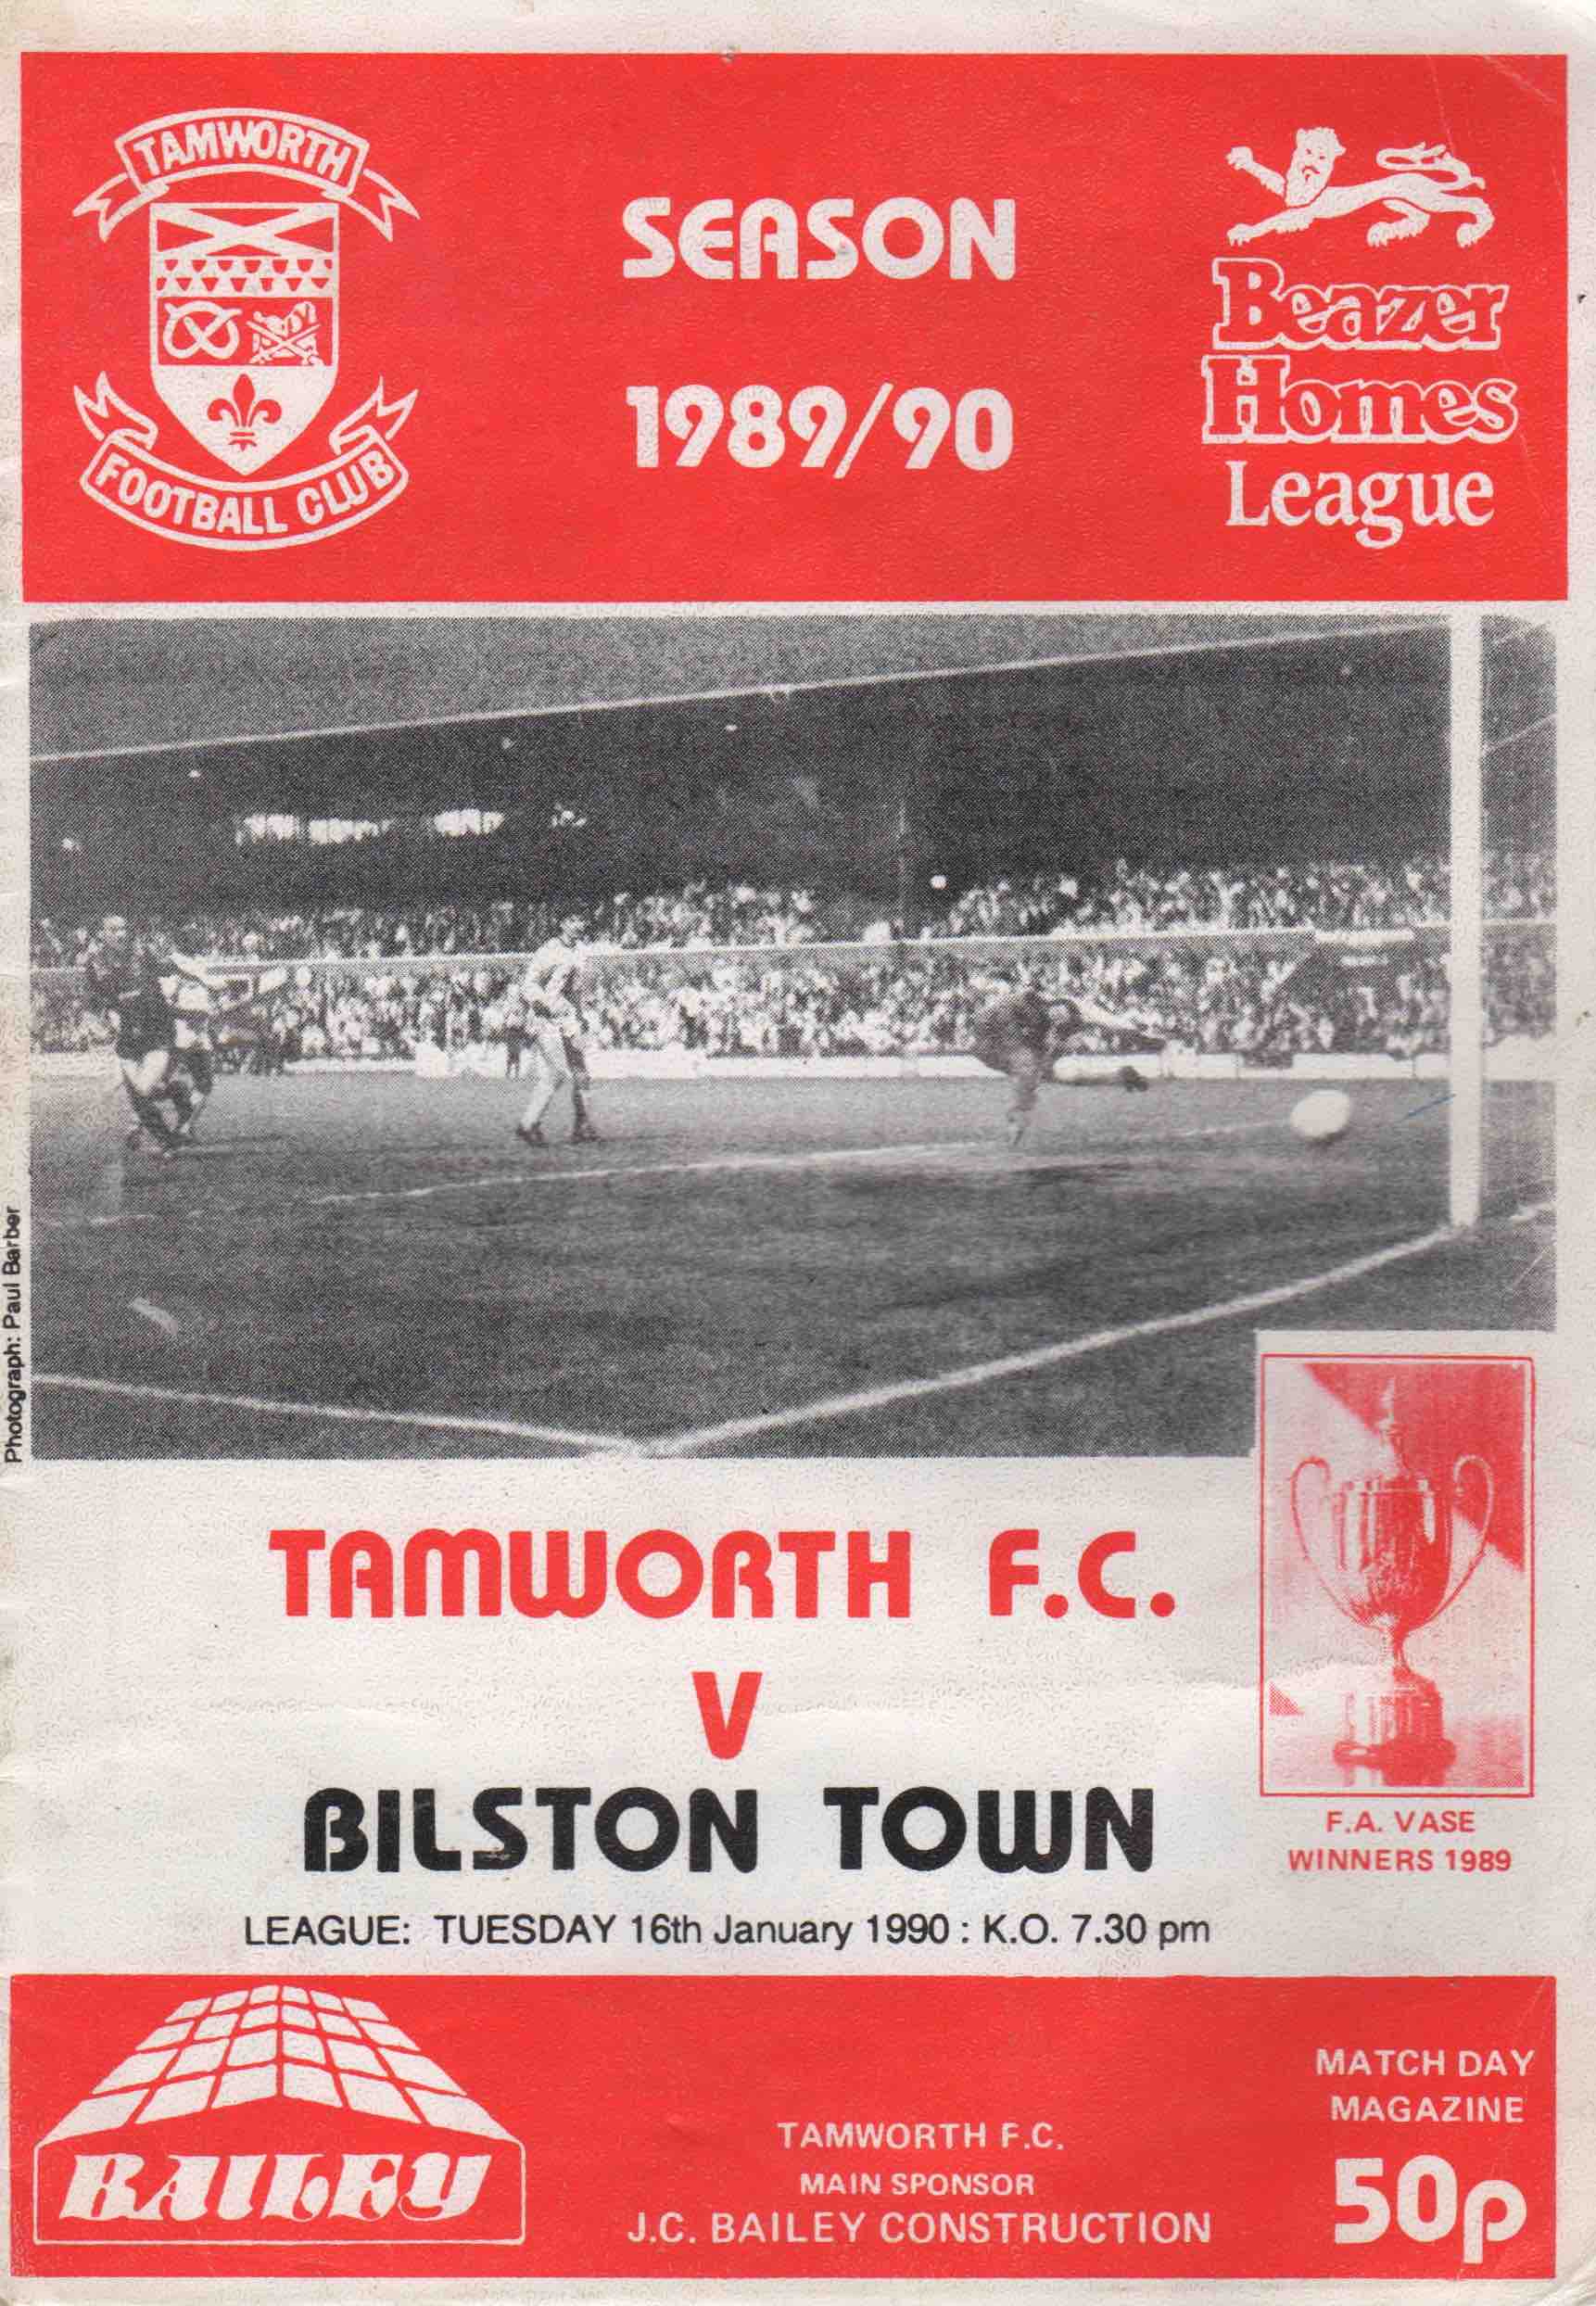 TAMWORTH
FOOTBALL CLUB
SEASON
1989/90
Beazer
Homes
League
Photograph: Paul Barber
TAMWORTH F.C.
V
BILSTON TOWN
F.A. VASE
WINNERS 1989
LEAGUE: TUESDAY 16th January 1990 : K.O. 7.30 pm
BAILEY
TAMWORTH F.C.
MAIN SPONSOR
J.C. BAILEY CONSTRUCTION
MATCH DAY
MAGAZINE
50p